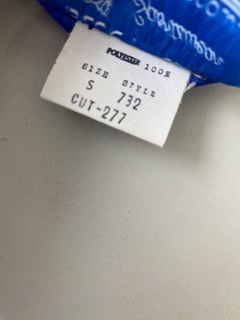 POLYESTER 100%
SIZE STYLE
S 732
CUT-277